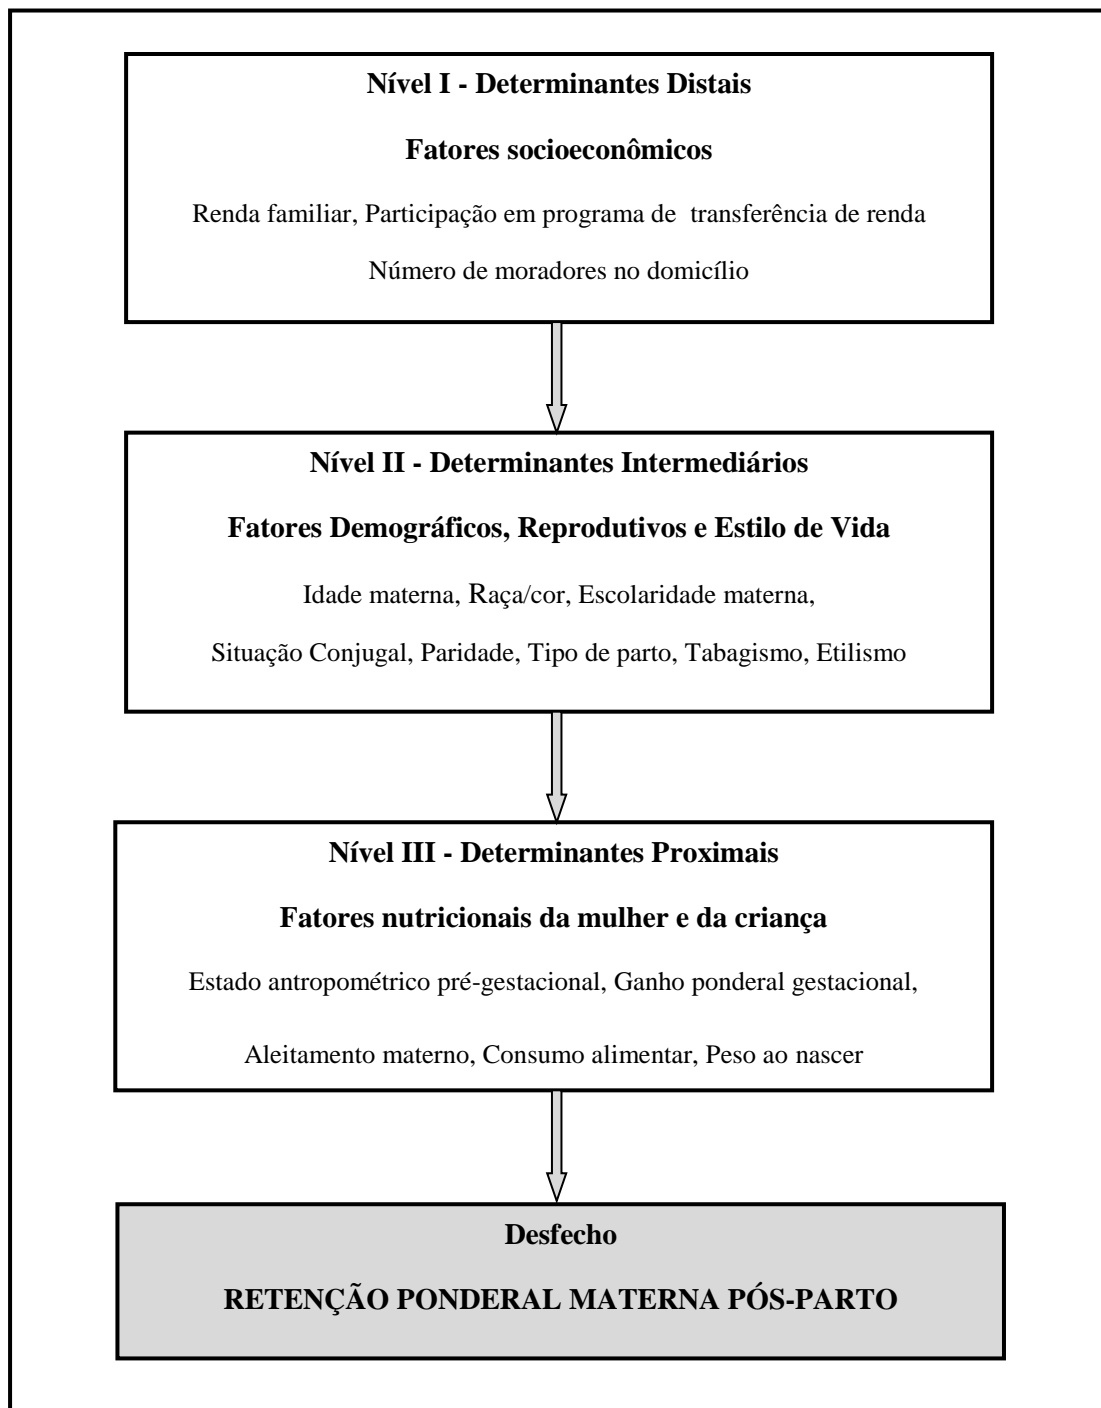 Nível I - Determinantes Distais
Fatores socioeconômicos
Renda familiar, Participação em programa de transferência de renda
Número de moradores no domicílio
Nível II - Determinantes Intermediários
Fatores Demográficos, Reprodutivos e Estilo de Vida
Idade materna, Raça/cor, Escolaridade materna,
Situação Conjugal, Paridade, Tipo de parto, Tabagismo, Etilismo
Nível III - Determinantes Proximais
Fatores nutricionais da mulher e da criança
Estado antropométrico pré-gestacional, Ganho ponderal gestacional,
Aleitamento materno, Consumo alimentar, Peso ao nascer
Desfecho
RETENÇÃO PONDERAL MATERNA PÓS-PARTO